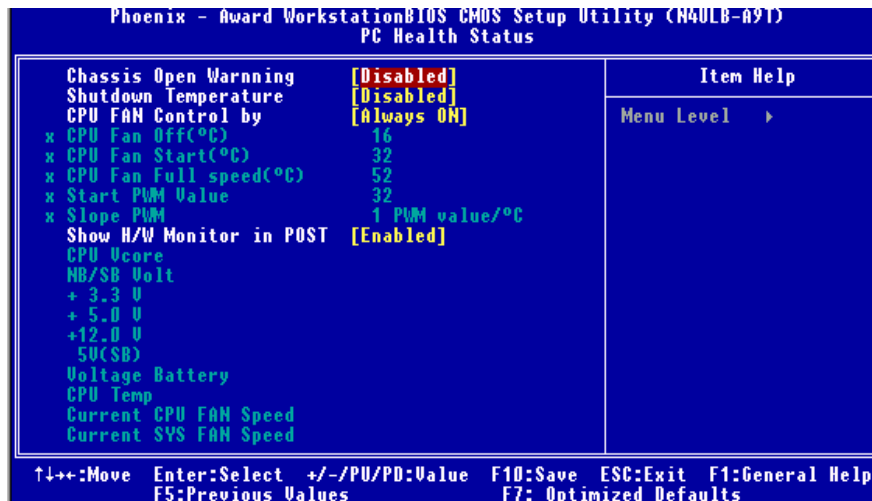 Phoenix - Award WorkstationBIOS CMOS Setup Utility (N4ULB-A9T)
PC Health Status
Chassis Open Warnning [Disabled]
Shutdown Temperature [Disabled]
CPU FAN Control by [Always ON]
x CPU Fan Off(ºC) 16
x CPU Fan Start(ºC) 32
x CPU Fan Full speed(ºC) 52
x Start PWM Value 32
x Slope PWM 1 PWM value/ºC
Show H/W Monitor in POST [Enabled]
CPU Vcore
NB/SB Volt
+ 3.3 V
+ 5.0 V
+12.0 V
5V(SB)
Voltage Battery
CPU Temp
Current CPU FAN Speed
Current SYS FAN Speed
Item Help
Menu Level ▸
↑↓→←:Move Enter:Select +/-/PU/PD:Value F10:Save ESC:Exit F1:General Help
F5:Previous Values F7: Optimized Defaults